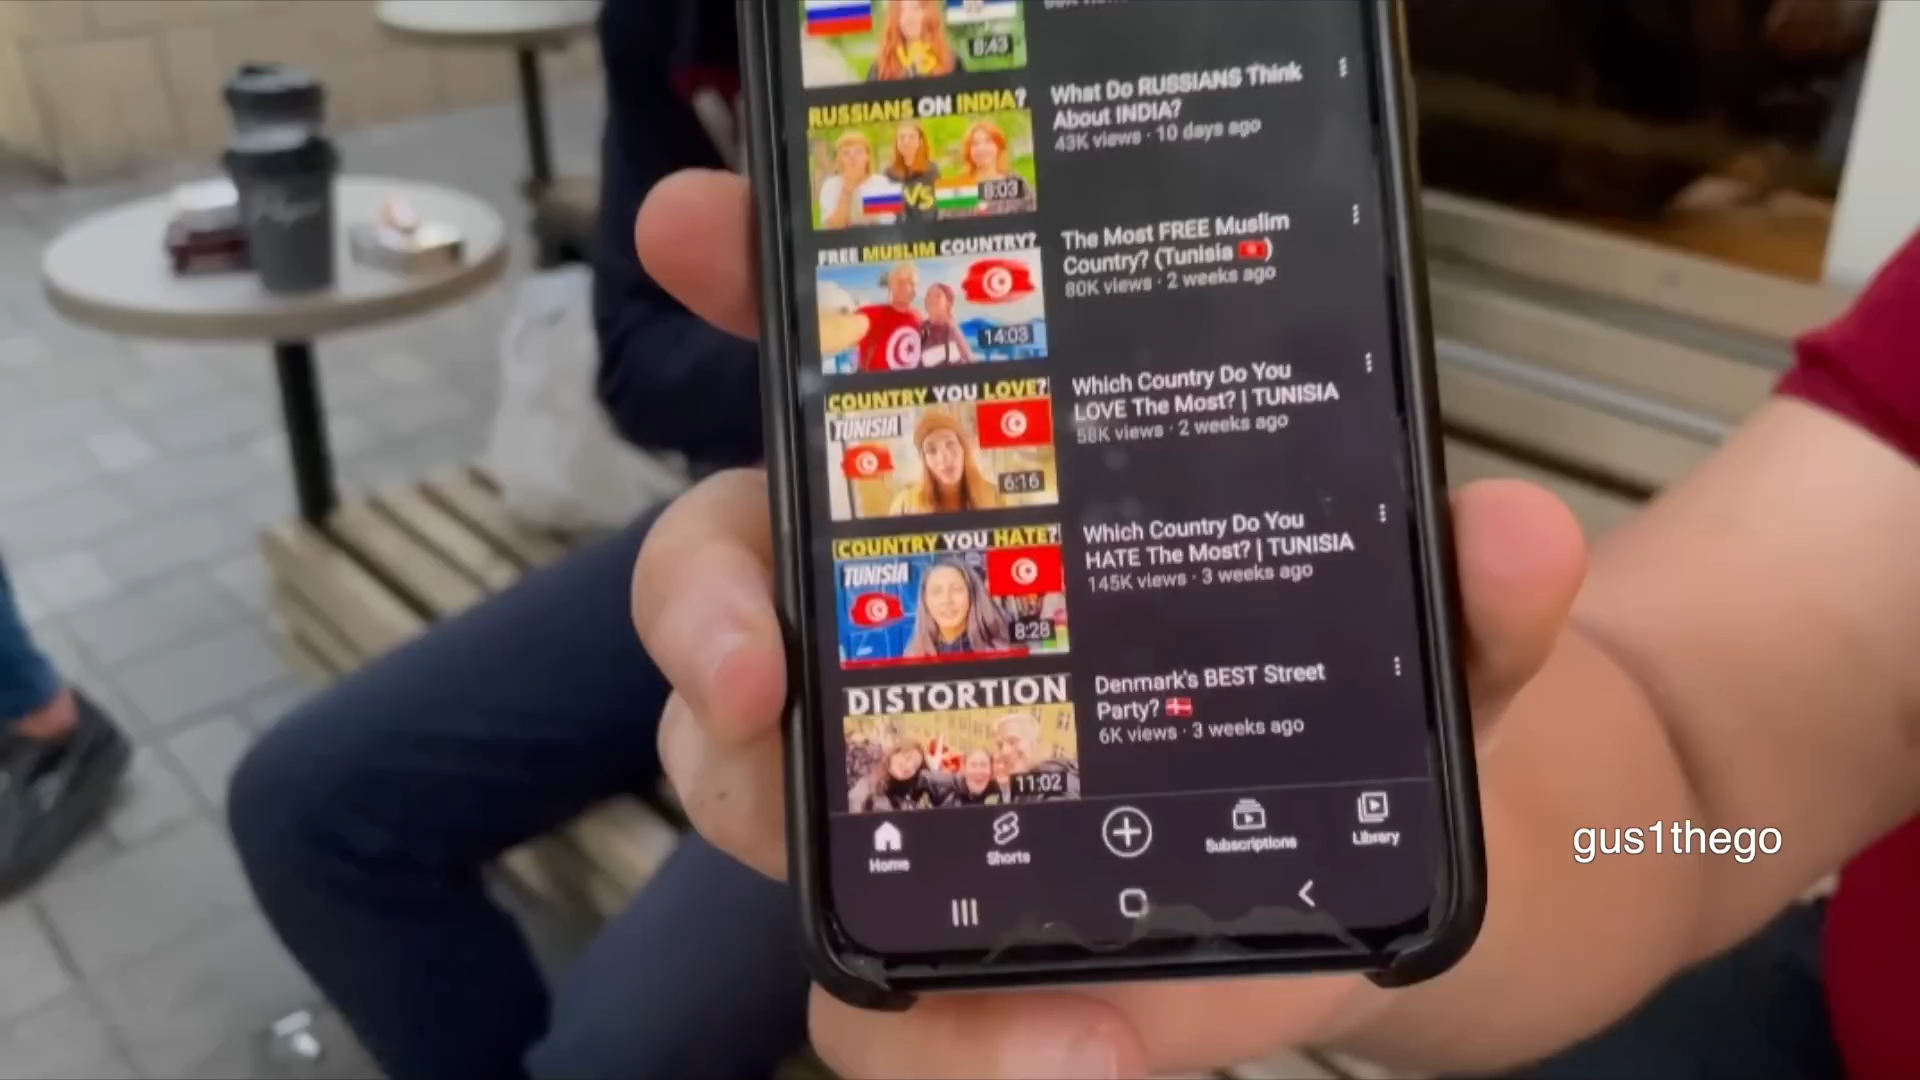 VS
8:43
RUSSIANS ON INDIA?
VS
8:03
What Do RUSSIANS Think
About INDIA?
43K views · 10 days ago
FREE MUSLIM COUNTRY?
14:03
The Most FREE Muslim
Country? (Tunisia 🇹🇳)
80K views · 2 weeks ago
COUNTRY YOU LOVE?
TUNISIA
6:16
Which Country Do You
LOVE The Most? | TUNISIA
58K views · 2 weeks ago
COUNTRY YOU HATE?
TUNISIA
8:28
Which Country Do You
HATE The Most? | TUNISIA
145K views · 3 weeks ago
DISTORTION
11:02
Denmark's BEST Street
Party? 🇩🇰
6K views · 3 weeks ago
Home
Shorts
Subscriptions
Library
gus1thego